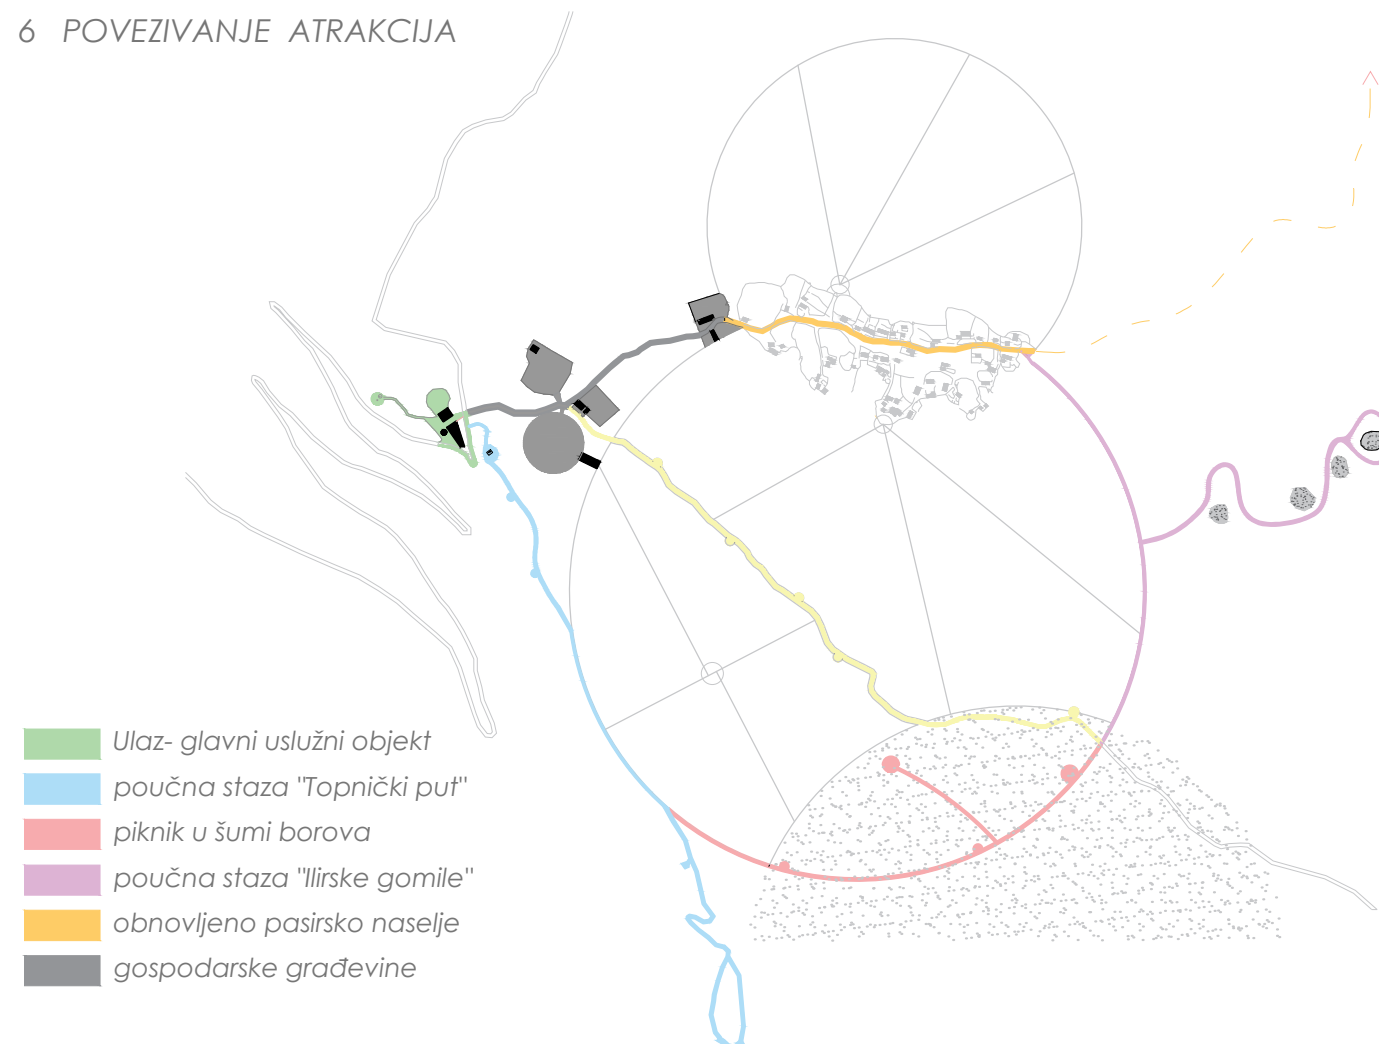 6 POVEZIVANJE ATRAKCIJA
Ulaz- glavni uslužni objekt
poučna staza "Topnički put"
piknik u šumi borova
poučna staza "Ilirske gomile"
obnovljeno pasirsko naselje
gospodarske građevine